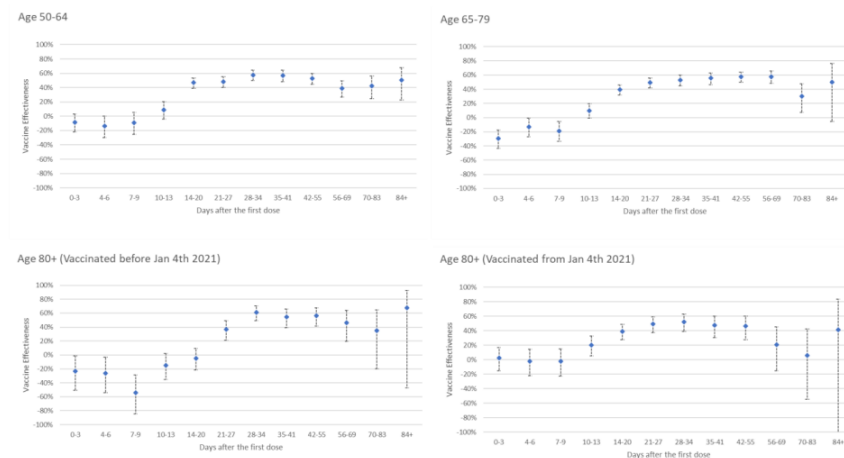 Age 50-64
100%
80%
60%
40%
20%
0%
-20%
-40%
-60%
-80%
-100%
Vaccine Effectiveness
0-3 4-6 7-9 10-13 14-20 21-27 28-34 35-41 42-55 56-69 70-83 84+
Days after the first dose
Age 65-79
100%
80%
60%
40%
20%
0%
-20%
-40%
-60%
-80%
-100%
Vaccine Effectiveness
0-3 4-6 7-9 10-13 14-20 21-27 28-34 35-41 42-55 56-69 70-83 84+
Days after the first dose
Age 80+ (Vaccinated before Jan 4th 2021)
100%
80%
60%
40%
20%
0%
-20%
-40%
-60%
-80%
-100%
Vaccine Effectiveness
0-3 4-6 7-9 10-13 14-20 21-27 28-34 35-41 42-55 56-69 70-83 84+
Days after the first dose
Age 80+ (Vaccinated from Jan 4th 2021)
100%
80%
60%
40%
20%
0%
-20%
-40%
-60%
-80%
-100%
Vaccine Effectiveness
0-3 4-6 7-9 10-13 14-20 21-27 28-34 35-41 42-55 56-69 70-83 84+
Days after the first dose